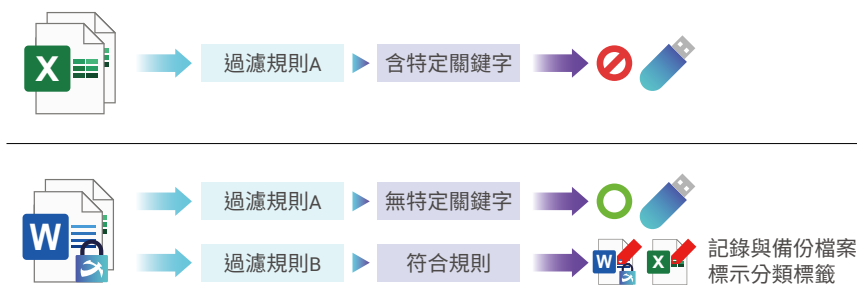 X
過濾規則A
含特定關鍵字
W
過濾規則A
無特定關鍵字
過濾規則B
符合規則
W
X
記錄與備份檔案
標示分類標籤